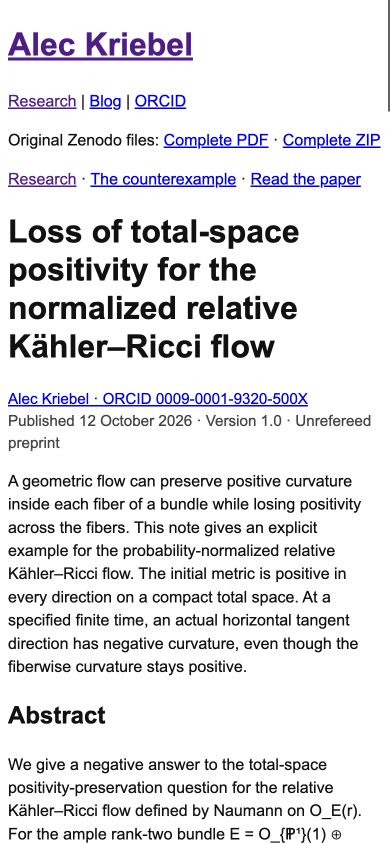 Alec Kriebel
Research | Blog | ORCID
Original Zenodo files: Complete PDF · Complete ZIP
Research · The counterexample · Read the paper
Loss of total-space
positivity for the
normalized relative
Kähler–Ricci flow
Alec Kriebel · ORCID 0009-0001-9320-500X
Published 12 October 2026 · Version 1.0 · Unrefereed
preprint
A geometric flow can preserve positive curvature
inside each fiber of a bundle while losing positivity
across the fibers. This note gives an explicit
example for the probability-normalized relative
Kähler–Ricci flow. The initial metric is positive in
every direction on a compact total space. At a
specified finite time, an actual horizontal tangent
direction has negative curvature, even though the
fiberwise curvature stays positive.
Abstract
We give a negative answer to the total-space
positivity-preservation question for the relative
Kähler–Ricci flow defined by Naumann on O_E(r).
For the ample rank-two bundle E = O_{ℙ¹}(1) ⊕